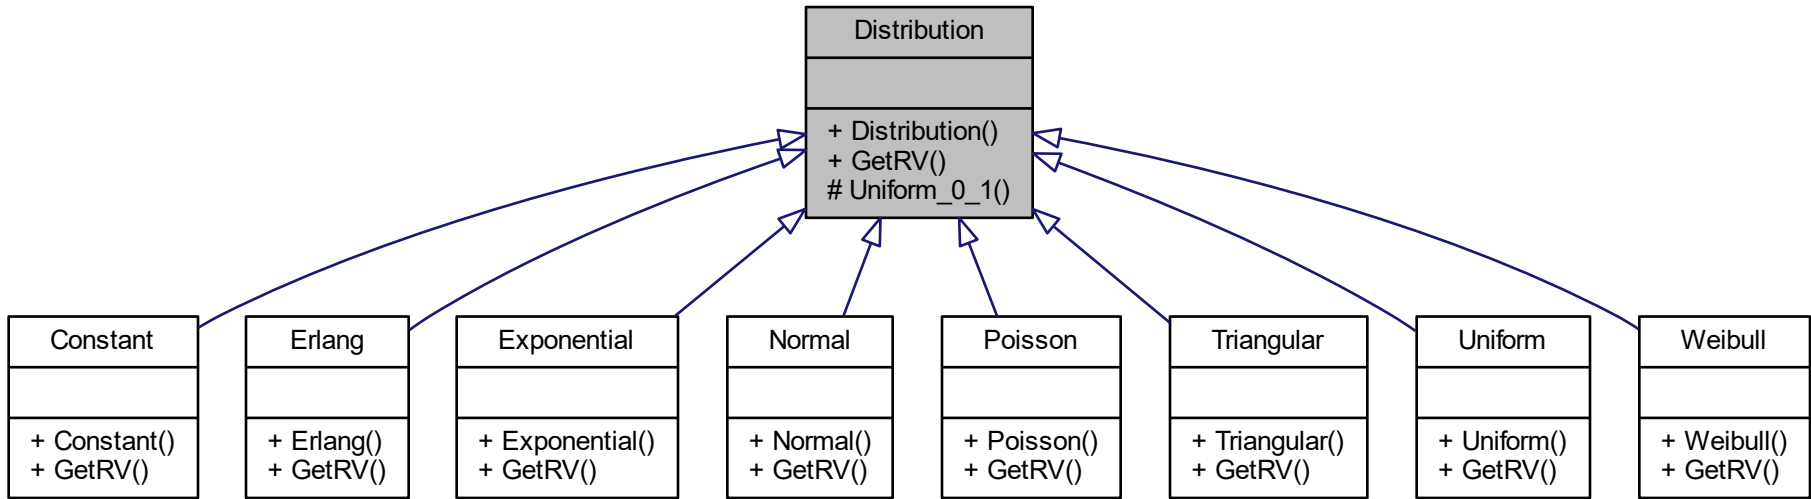 Distribution
+ Distribution()
+ GetRV()
# Uniform_0_1()
Constant
+ Constant()
+ GetRV()
Erlang
+ Erlang()
+ GetRV()
Exponential
+ Exponential()
+ GetRV()
Normal
+ Normal()
+ GetRV()
Poisson
+ Poisson()
+ GetRV()
Triangular
+ Triangular()
+ GetRV()
Uniform
+ Uniform()
+ GetRV()
Weibull
+ Weibull()
+ GetRV()